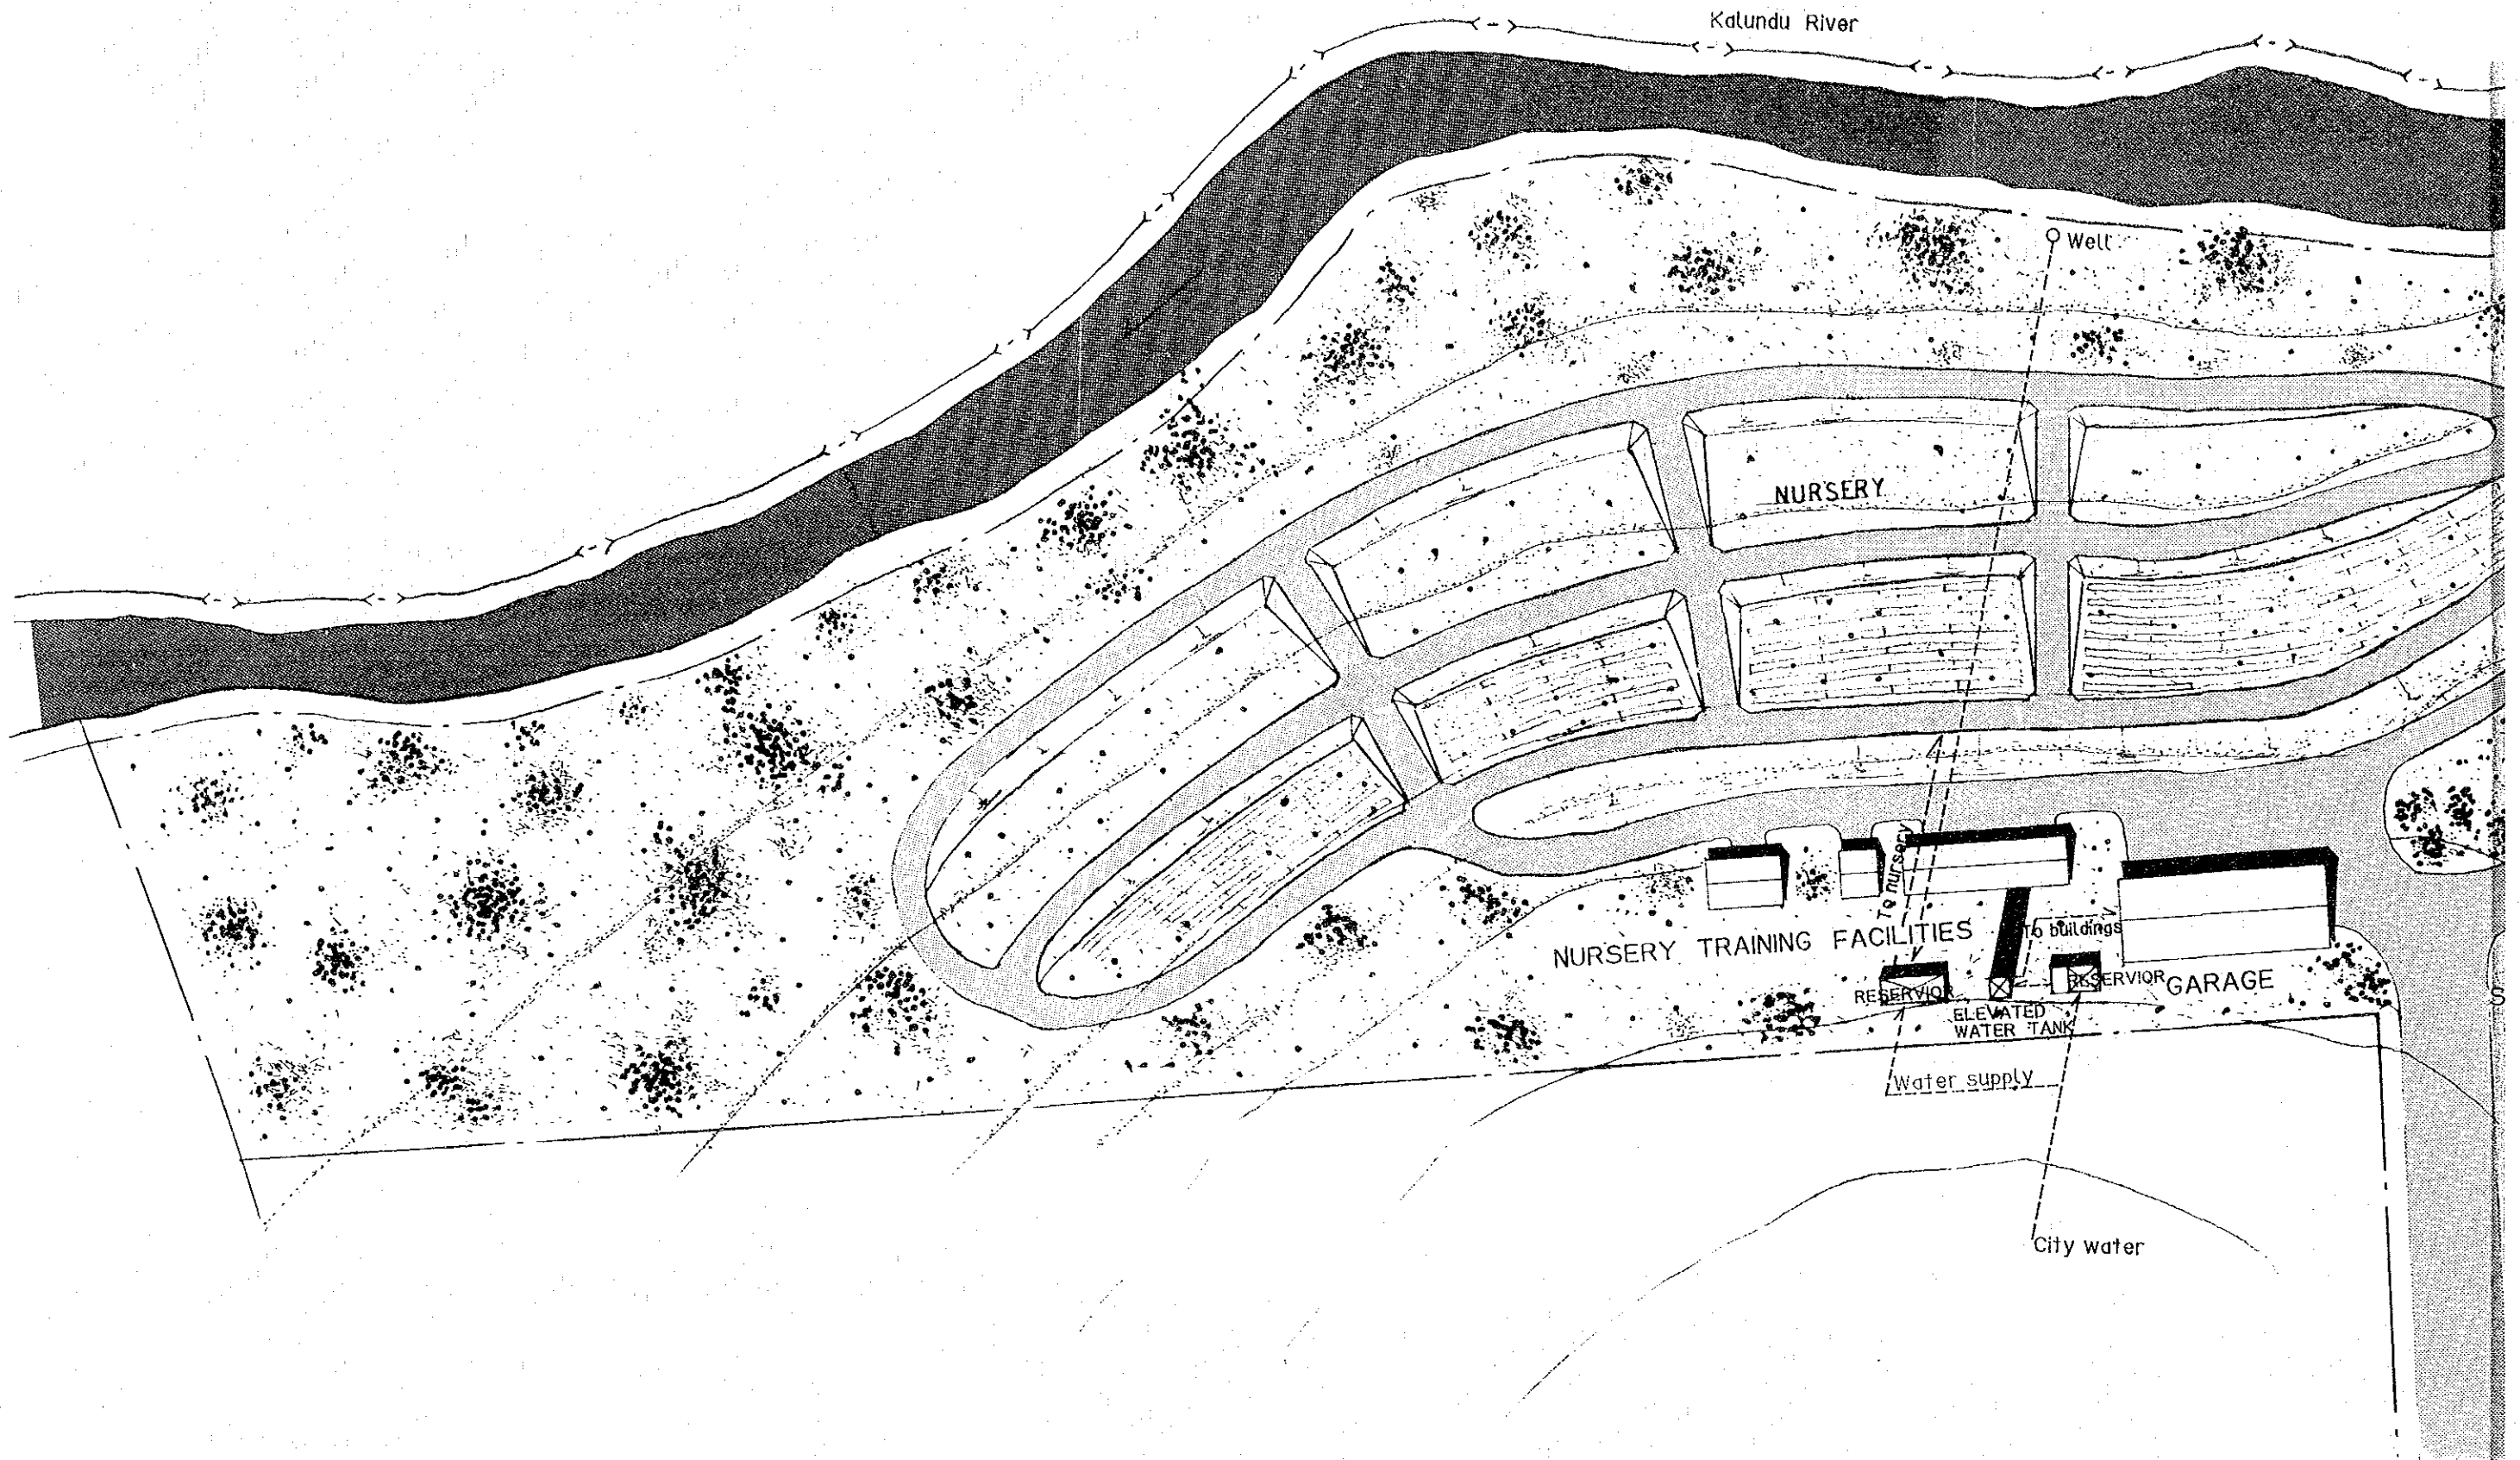 Kalundu River
Well
NURSERY
To nursery
NURSERY TRAINING FACILITIES
To buildings
RESERVIOR
RESERVIOR
GARAGE
ELEVATED
WATER TANK
Water supply
City water
S